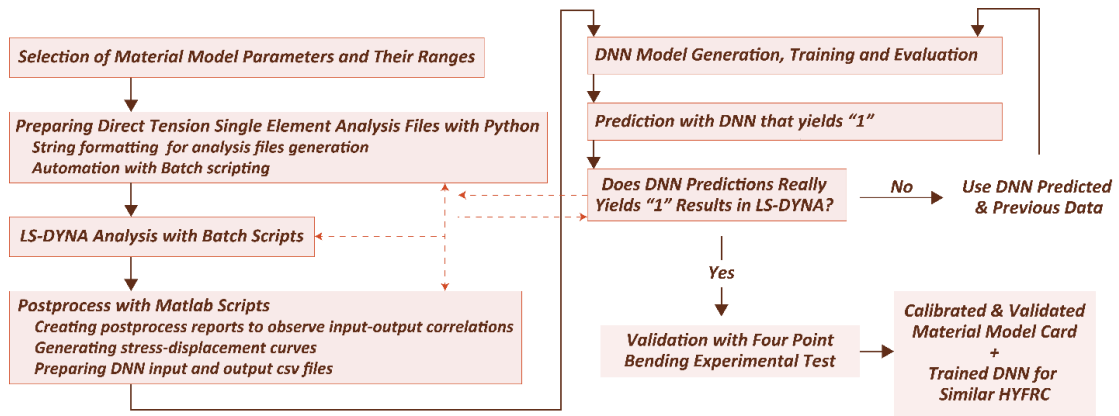 Selection of Material Model Parameters and Their Ranges
Preparing Direct Tension Single Element Analysis Files with Python
String formatting for analysis files generation
Automation with Batch scripting
LS-DYNA Analysis with Batch Scripts
Postprocess with Matlab Scripts
Creating postprocess reports to observe input-output correlations
Generating stress-displacement curves
Preparing DNN input and output csv files
DNN Model Generation, Training and Evaluation
Prediction with DNN that yields “1”
Does DNN Predictions Really
Yields “1” Results in LS-DYNA?
No
Use DNN Predicted
& Previous Data
Yes
Validation with Four Point
Bending Experimental Test
Calibrated & Validated
Material Model Card
+
Trained DNN for
Similar HYFRC